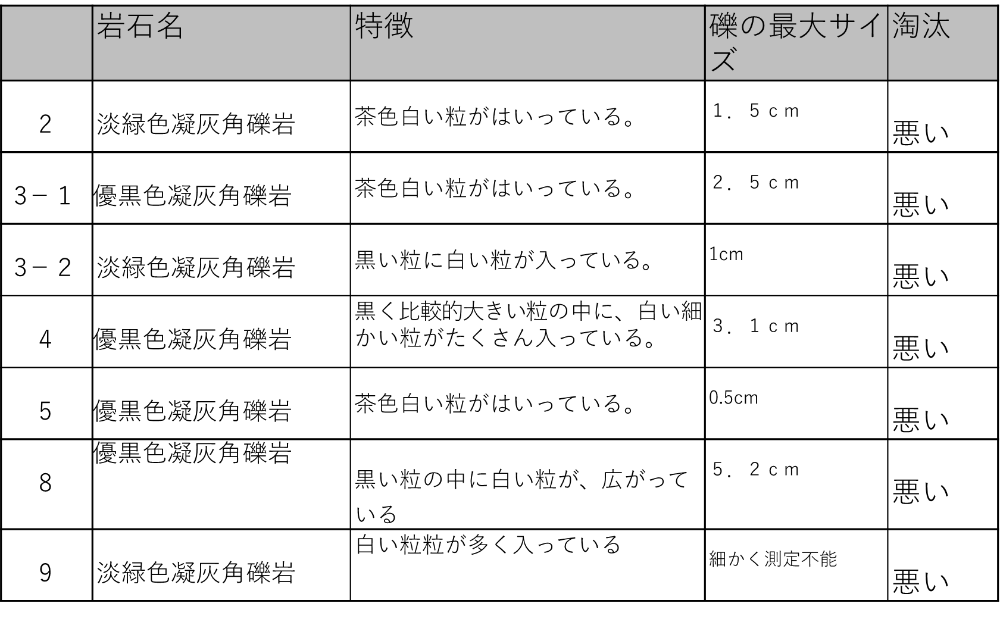 岩石名 特徴 礫の最大サイ 淘汰
ズ
2 淡緑色凝灰角礫岩 茶色白い粒がはいっている。 １．５ｃｍ 悪い
3－１ 優黒色凝灰角礫岩 茶色白い粒がはいっている。 ２．５ｃｍ 悪い
3－２ 淡緑色凝灰角礫岩 黒い粒に白い粒が入っている。 1cm 悪い
4 優黒色凝灰角礫岩 黒く比較的大きい粒の中に、白い細 ３．１ｃｍ 悪い
かい粒がたくさん入っている。
5 優黒色凝灰角礫岩 茶色白い粒がはいっている。 0.5cm 悪い
8 優黒色凝灰角礫岩 黒い粒の中に白い粒が、広がって ５．２ｃｍ 悪い
いる
9 淡緑色凝灰角礫岩 白い粒粒が多く入っている 細かく測定不能 悪い